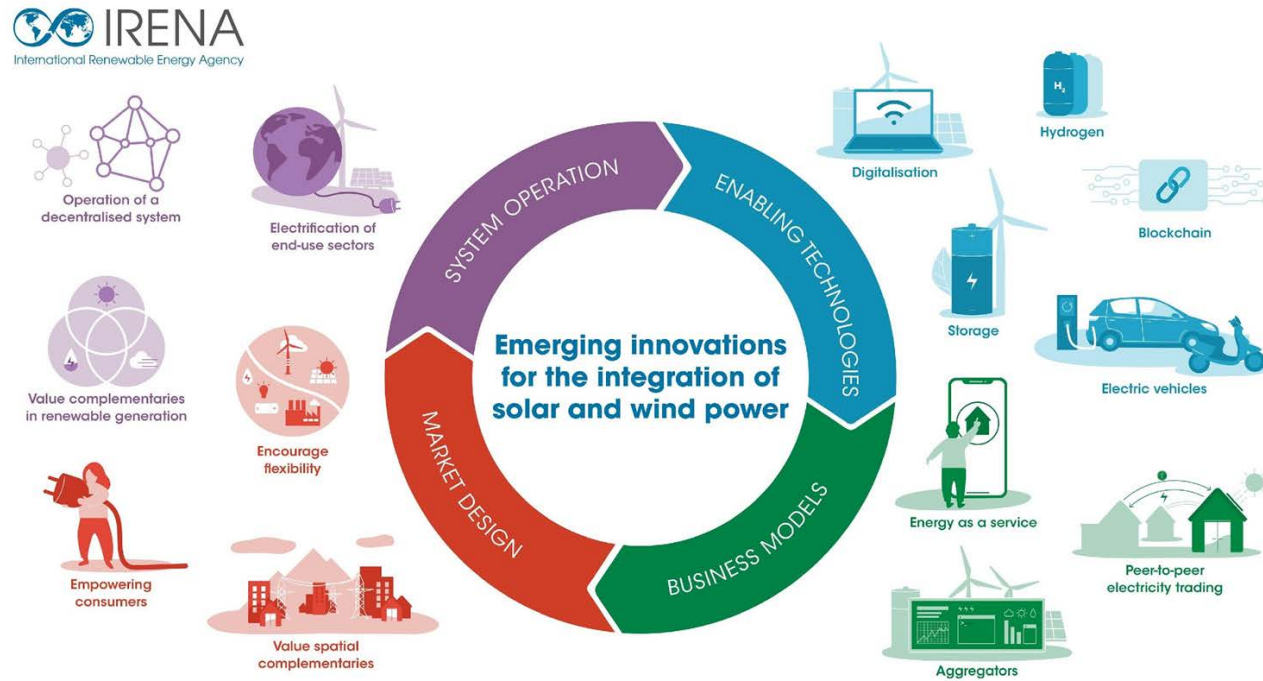 IRENA
International Renewable Energy Agency
Operation of a
decentralised system
Electrification of
end-use sectors
Value complementaries
in renewable generation
Encourage
flexibility
Empowering
consumers
Value spatial
complementaries
SYSTEM OPERATION
ENABLING TECHNOLOGIES
BUSINESS MODELS
MARKET DESIGN
Emerging innovations
for the integration of
solar and wind power
Digitalisation
H₂
Hydrogen
Blockchain
Storage
Electric vehicles
Energy as a service
Peer-to-peer
electricity trading
Aggregators